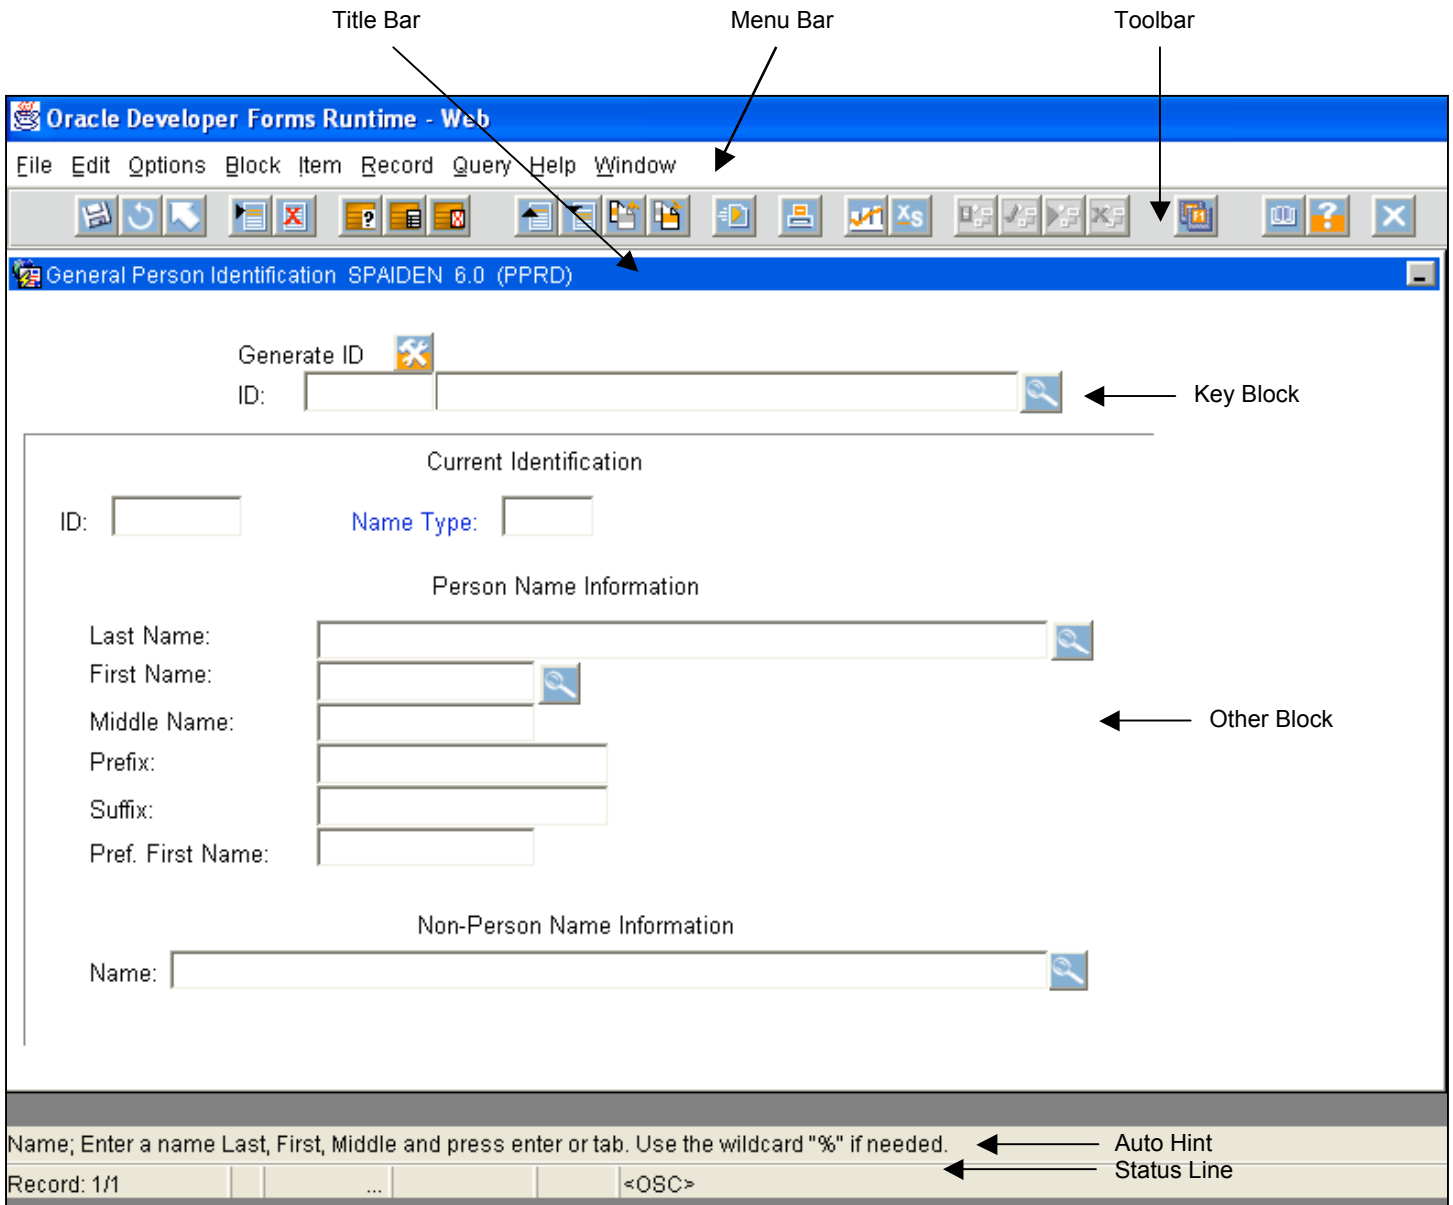 Title Bar Menu Bar Toolbar
Oracle Developer Forms Runtime - Web
File Edit Options Block Item Record Query Help Window
General Person Identification SPAIDEN 6.0 (PPRD)
Generate ID
ID:
Key Block
Current Identification
ID: Name Type:
Person Name Information
Last Name:
First Name:
Middle Name:
Other Block
Prefix:
Suffix:
Pref. First Name:
Non-Person Name Information
Name:
Name; Enter a name Last, First, Middle and press enter or tab. Use the wildcard "%" if needed. Auto Hint
Status Line
Record: 1/1 ... <OSC>